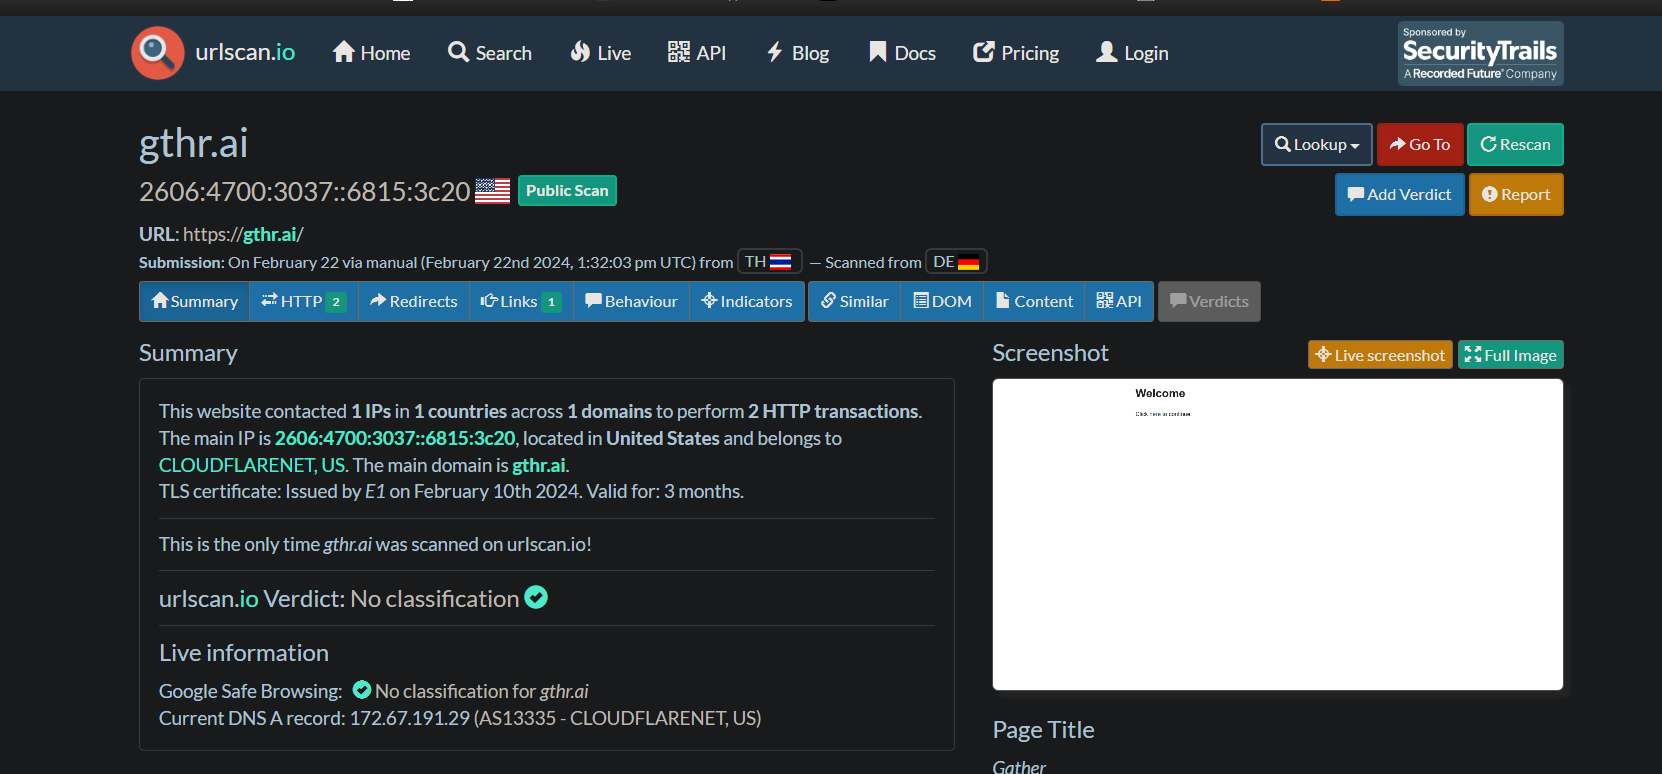 urlscan.io Home Search Live API Blog Docs Pricing Login
Sponsored by
SecurityTrails
A Recorded Future® Company
gthr.ai
Lookup Go To Rescan
2606:4700:3037::6815:3c20 Public Scan
Add Verdict Report
URL: https://gthr.ai/
Submission: On February 22 via manual (February 22nd 2024, 1:32:03 pm UTC) from TH — Scanned from DE
Summary HTTP 2 Redirects Links 1 Behaviour Indicators Similar DOM Content API Verdicts
Summary
This website contacted 1 IPs in 1 countries across 1 domains to perform 2 HTTP transactions.
The main IP is 2606:4700:3037::6815:3c20, located in United States and belongs to
CLOUDFLARENET, US. The main domain is gthr.ai.
TLS certificate: Issued by E1 on February 10th 2024. Valid for: 3 months.
This is the only time gthr.ai was scanned on urlscan.io!
urlscan.io Verdict: No classification
Live information
Google Safe Browsing: No classification for gthr.ai
Current DNS A record: 172.67.191.29 (AS13335 - CLOUDFLARENET, US)
Screenshot Live screenshot Full Image
Welcome
Click here to continue.
Page Title
Gather